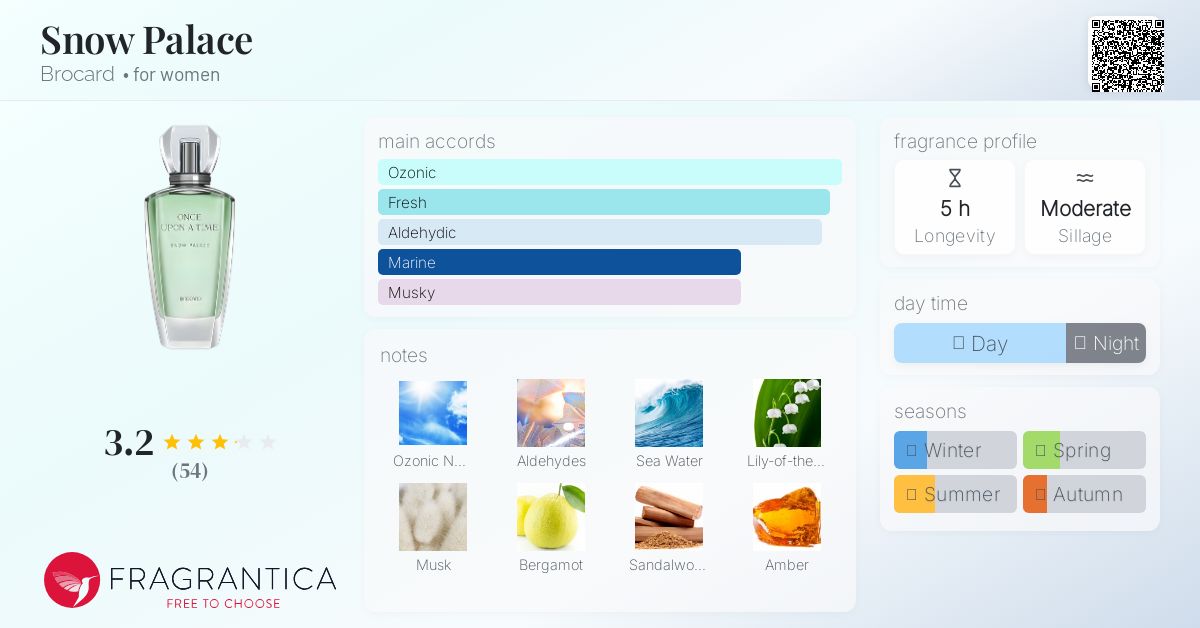 Snow Palace
Brocard • for women
ONCE
UPON A TIME
SNOW PALACE
BROCARD
3.2
(54)
FRAGRANTICA
FREE TO CHOOSE
main accords
Ozonic
Fresh
Aldehydic
Marine
Musky
notes
Ozonic N... Aldehydes Sea Water Lily-of-the...
Musk Bergamot Sandalwo... Amber
fragrance profile
5 h Moderate
Longevity Sillage
day time
Day Night
seasons
Winter Spring
Summer Autumn